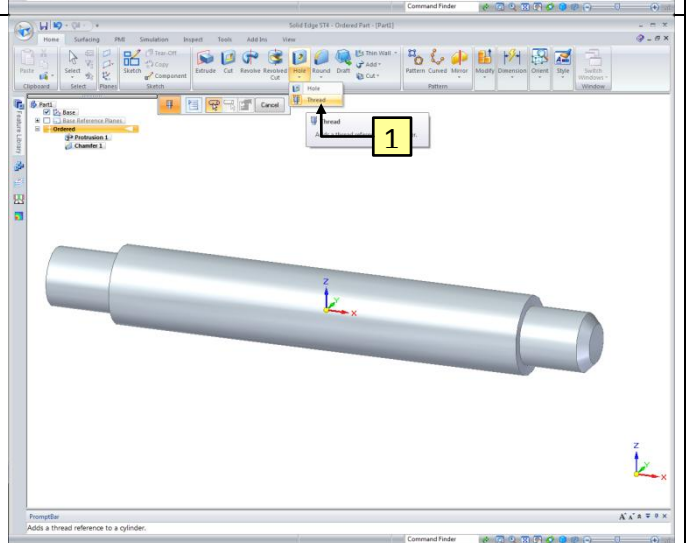 Command Finder
Solid Edge ST4 - Ordered Part - [Part1]
Home Surfacing PMI Simulation Inspect Tools Add-Ins View
Paste
Select
Sketch
Tear-Off
Copy
Component
Extrude Cut Revolve Revolved Cut Hole Round Draft
Thin Wall
Add
Cut
Pattern Curved Mirror Modify Dimension Orient Style Switch Windows
Clipboard Select Planes Sketch Pattern Window
Hole
Thread
Cancel
Part1
Base
Base Reference Planes
Ordered
Protrusion 1
Chamfer 1
Feature Library
Thread
1
Z
Y
X
Z
Y
X
PromptBar
Adds a thread reference to a cylinder.
Command Finder